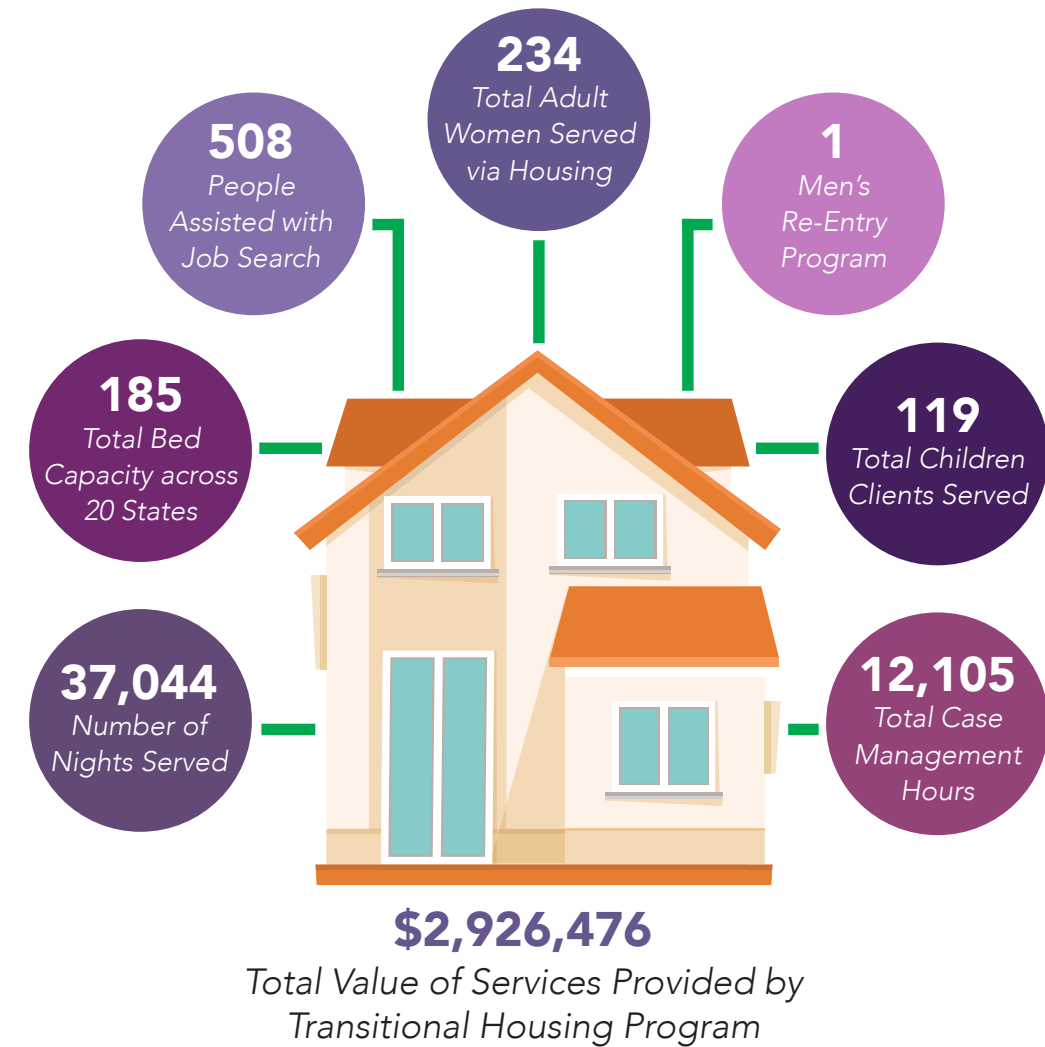 234
Total Adult
Women Served
via Housing
508
People
Assisted with
Job Search
1
Men's
Re-Entry
Program
185
Total Bed
Capacity across
20 States
119
Total Children
Clients Served
37,044
Number of
Nights Served
12,105
Total Case
Management
Hours
$2,926,476
Total Value of Services Provided by
Transitional Housing Program